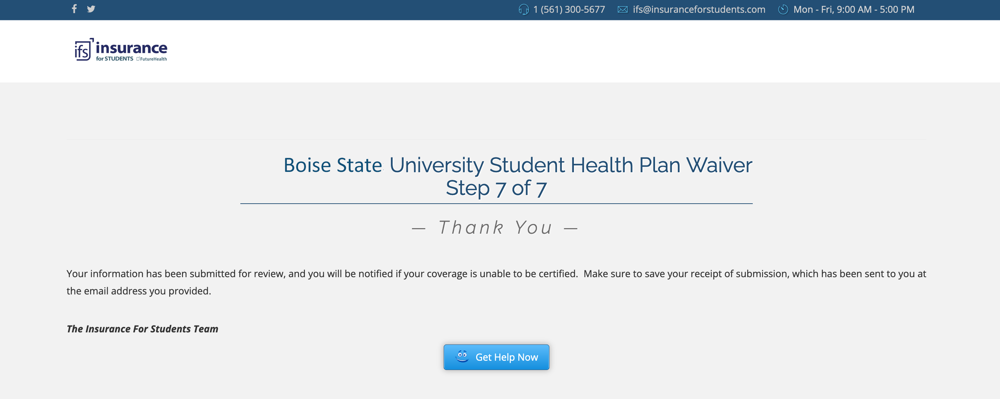 1 (561) 300-5677 ifs@insuranceforstudents.com Mon - Fri, 9:00 AM - 5:00 PM
ifs insurance
for STUDENTS FutureHealth
Boise State University Student Health Plan Waiver
Step 7 of 7
— Thank You —
Your information has been submitted for review, and you will be notified if your coverage is unable to be certified. Make sure to save your receipt of submission, which has been sent to you at
the email address you provided.
The Insurance For Students Team
Get Help Now